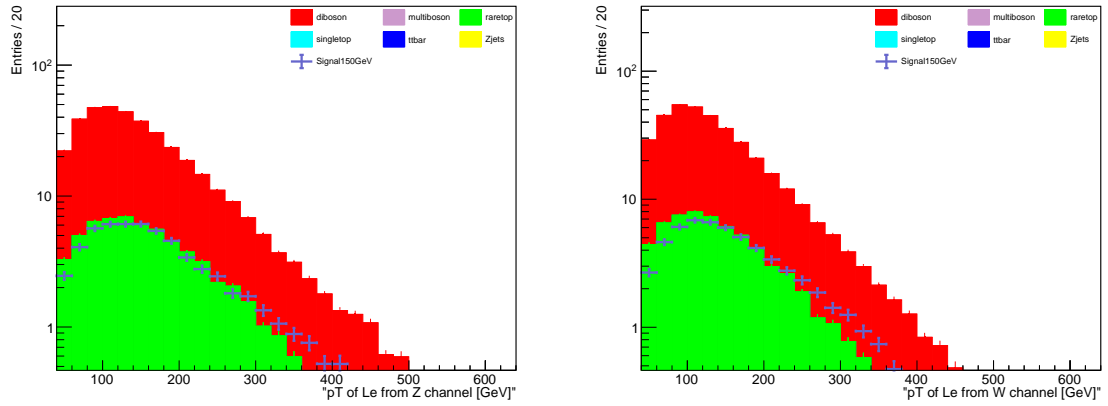 Entries / 20
diboson multiboson raretop
singletop ttbar Zjets
Signal150GeV
10²
10
1
100 200 300 400 500 600
"pT of Le from Z channel [GeV]"
Entries / 20
diboson multiboson raretop
singletop ttbar Zjets
Signal150GeV
10²
10
1
100 200 300 400 500 600
"pT of Le from W channel [GeV]"